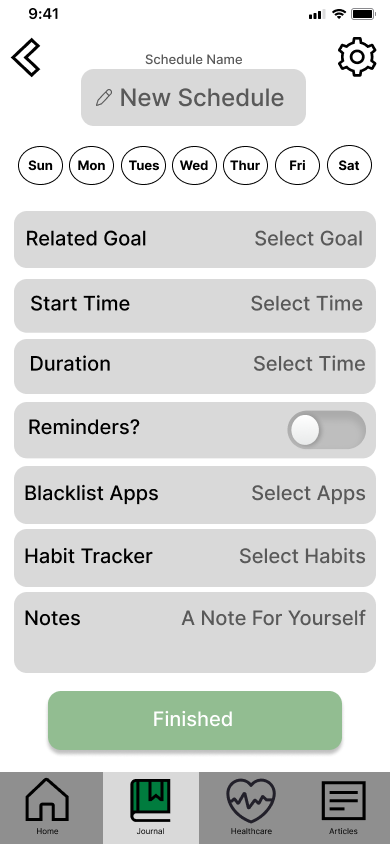 9:41
Schedule Name
New Schedule
Sun Mon Tues Wed Thur Fri Sat
Related Goal Select Goal
Start Time Select Time
Duration Select Time
Reminders?
Blacklist Apps Select Apps
Habit Tracker Select Habits
Notes A Note For Yourself
Finished
Home Journal Healthcare Articles